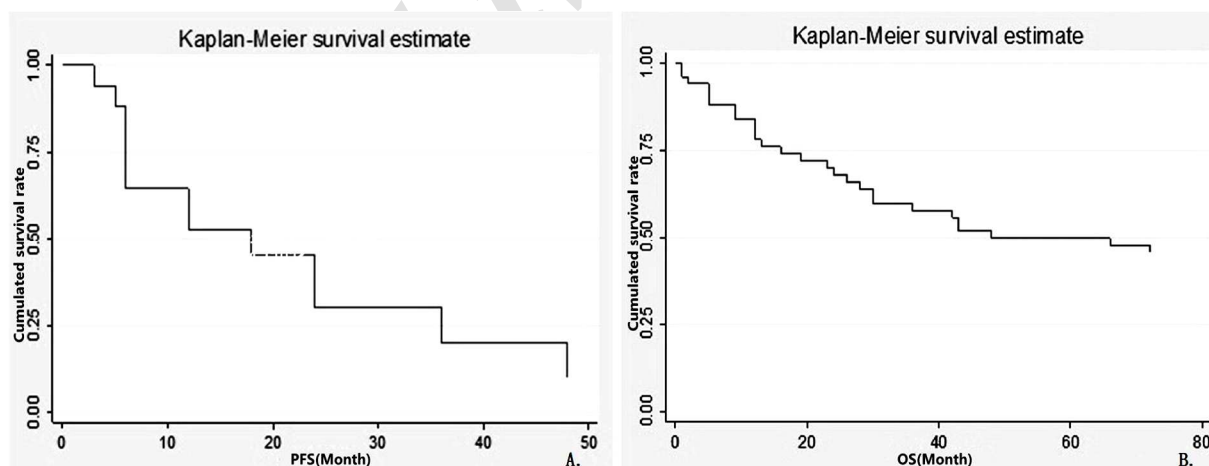 Kaplan-Meier survival estimate
Cumulated survival rate
1.00
0.75
0.50
0.25
0.00
0 10 20 30 40 50
PFS(Month)
A.
Kaplan-Meier survival estimate
Cumulated survival rate
1.00
0.75
0.50
0.25
0.00
0 20 40 60 80
OS(Month)
B.